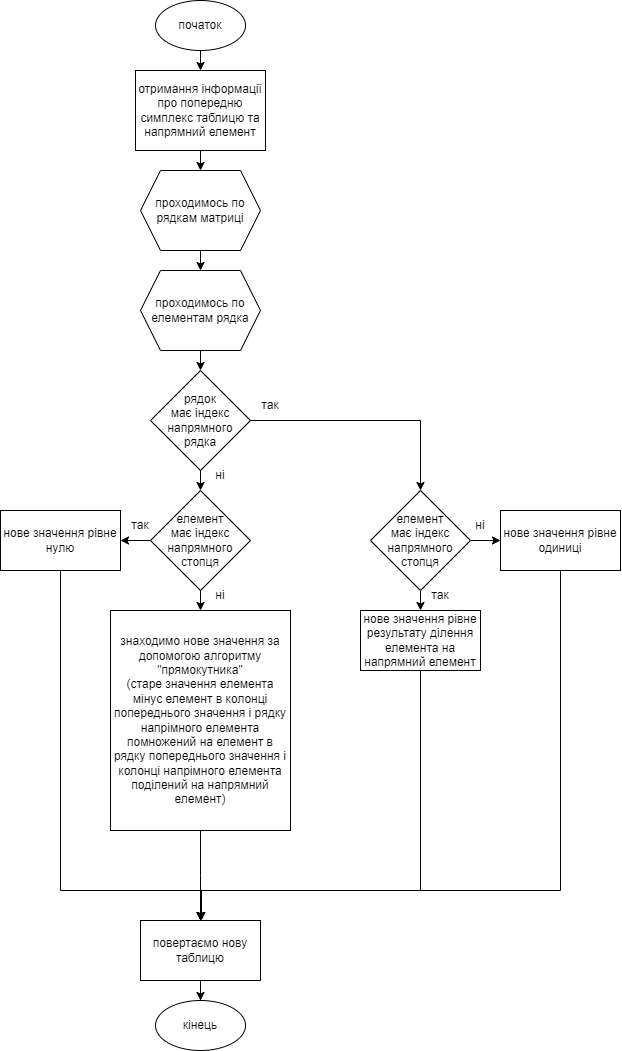 початок
отримання інформації
про попередню
симплекс таблицю та
напрямний елемент
проходимось по
рядкам матриці
проходимось по
елементам рядка
рядок
має індекс
напрямного
рядка
так
ні
елемент
має індекс
напрямного
стопця
так
нове значення рівне
нулю
ні
елемент
має індекс
напрямного
стопця
ні
нове значення рівне
одиниці
так
нове значення рівне
результату ділення
елемента на
напрямний елемент
знаходимо нове значення за
допомогою алгоритму
"прямокутника"
(старе значення елемента
мінус елемент в колонці
попереднього значення і рядку
напрімного елемента
помножений на елемент в
рядку попереднього значення і
колонці напрімного елемента
поділений на напрямний
елемент)
повертаємо нову
таблицю
кінець